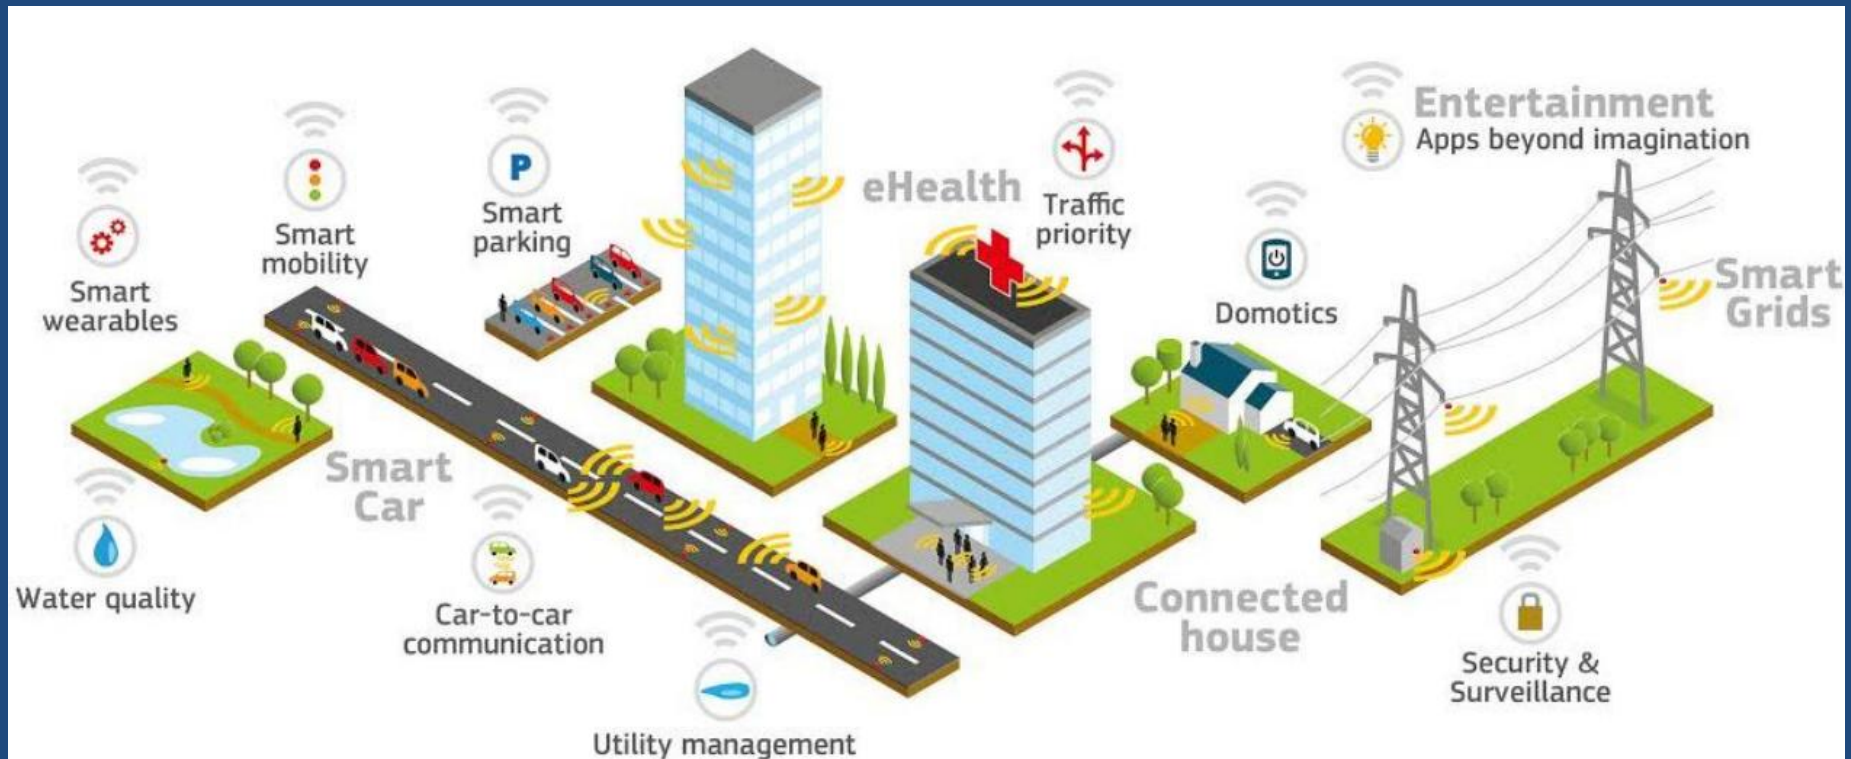 Entertainment
Apps beyond imagination
P
eHealth
Traffic
priority
Smart
parking
Smart
mobility
Smart
wearables
Domotics
Smart
Grids
Smart
Car
Water quality
Car-to-car
communication
Connected
house
Security &
Surveillance
Utility management